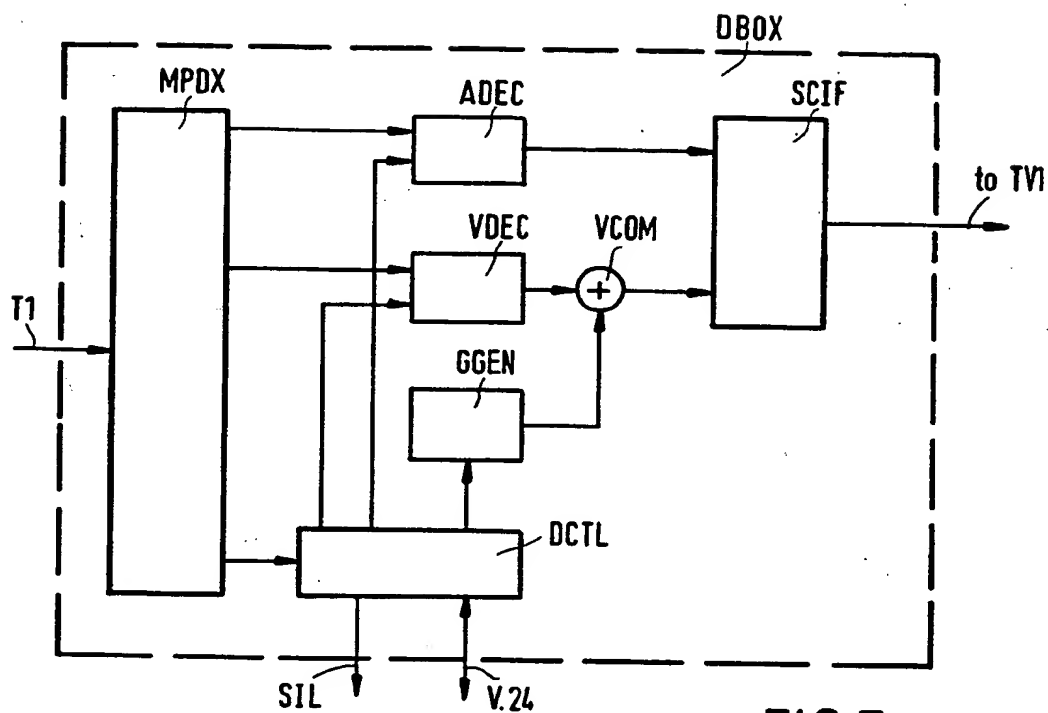 DBOX
MPDX
ADEC
SCIF
to TV1
VDEC
VCOM
T1
+
GGEN
DCTL
SIL
V.24